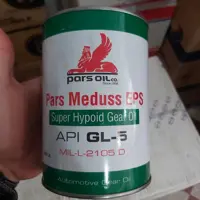 pars oil co.
Pars Meduss EPS
Super Hypoid Gear Oil
API GL-5
MIL-L-2105 D
Automotive Gear Oil